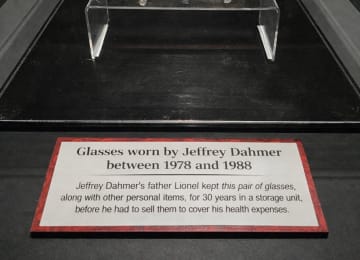 Glasses worn by Jeffrey Dahmer
between 1978 and 1988
Jeffrey Dahmer's father Lionel kept this pair of glasses,
along with other personal items, for 30 years in a storage unit,
before he had to sell them to cover his health expenses.